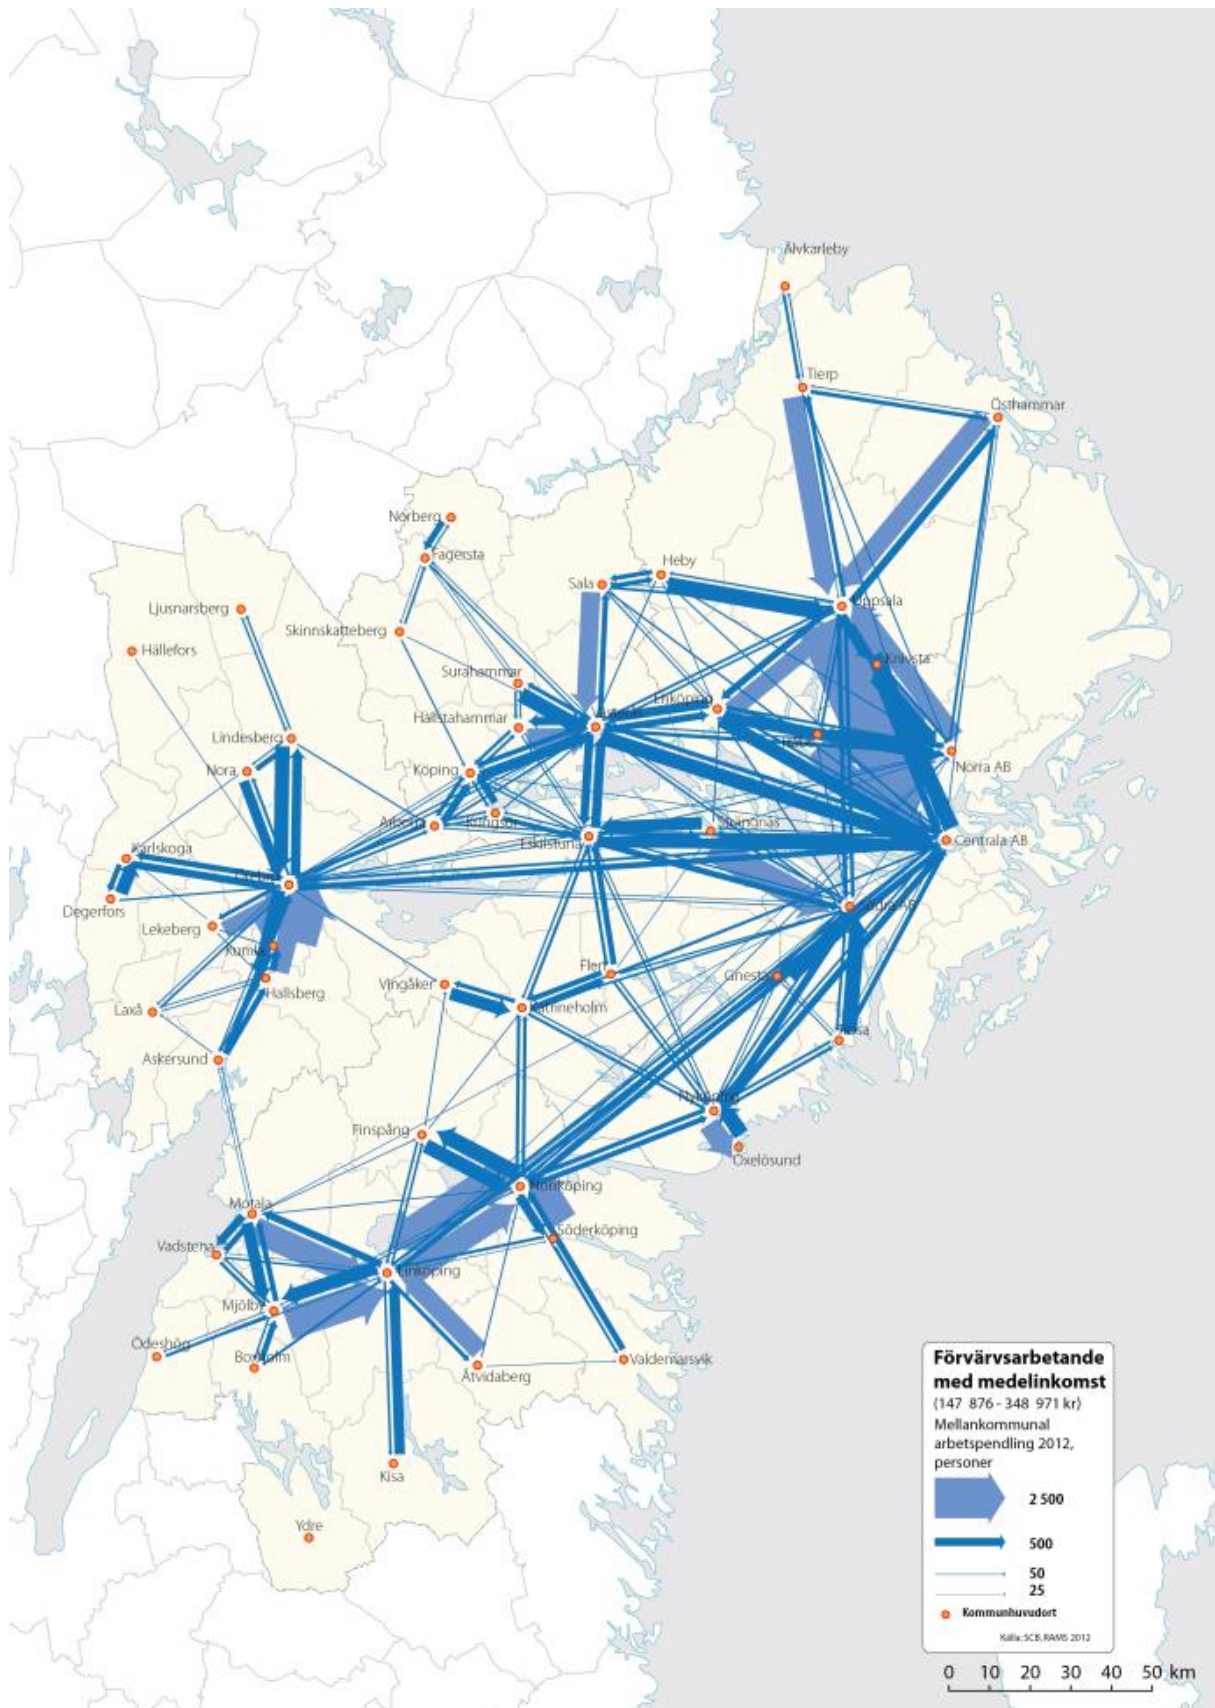 Älvkarleby
Tierp
Östhammar
Norberg
Fagersta
Heby
Sala
Uppsala
Ljusnarsberg
Skinnskatteberg
Hällefors
Knivsta
Surahammar
Enköping
Hallstahammar
Lindesberg
Norra AB
Nora
Köping
Arboga
Kungsör
Strängnäs
Eskilstuna
Centrala AB
Karlskoga
Örebro
Degerfors
Lekeberg
Kumla
Flen
Gnesta
Vingåker
Hallsberg
Laxå
Katrineholm
Trosa
Askersund
Nyköping
Finspång
Oxelösund
Norrköping
Motala
Söderköping
Vadstena
Linköping
Mjölby
Ödeshög
Boxholm
Åtvidaberg
Valdemarsvik
Kisa
Ydre
Förvärvsarbetande
med medelinkomst
(147 876 - 348 971 kr)
Mellankommunal
arbetspendling 2012,
personer
2 500
500
50
25
Kommunhuvudort
Källa: SCB, RAMS 2012
0 10 20 30 40 50 km